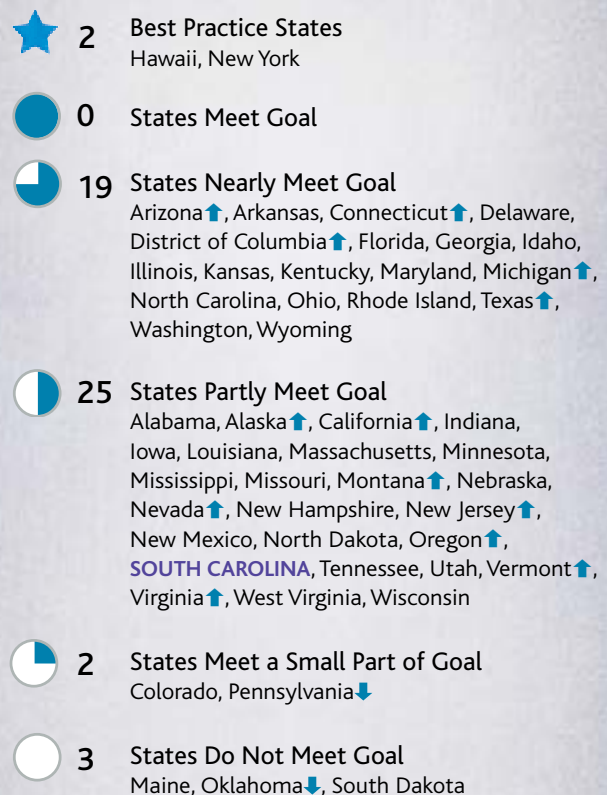 2 Best Practice States
Hawaii, New York
0 States Meet Goal
19 States Nearly Meet Goal
Arizona⬆, Arkansas, Connecticut⬆, Delaware,
District of Columbia⬆, Florida, Georgia, Idaho,
Illinois, Kansas, Kentucky, Maryland, Michigan⬆,
North Carolina, Ohio, Rhode Island, Texas⬆,
Washington, Wyoming
25 States Partly Meet Goal
Alabama, Alaska⬆, California⬆, Indiana,
Iowa, Louisiana, Massachusetts, Minnesota,
Mississippi, Missouri, Montana⬆, Nebraska,
Nevada⬆, New Hampshire, New Jersey⬆,
New Mexico, North Dakota, Oregon⬆,
SOUTH CAROLINA, Tennessee, Utah, Vermont⬆,
Virginia⬆, West Virginia, Wisconsin
2 States Meet a Small Part of Goal
Colorado, Pennsylvania⬇
3 States Do Not Meet Goal
Maine, Oklahoma⬇, South Dakota